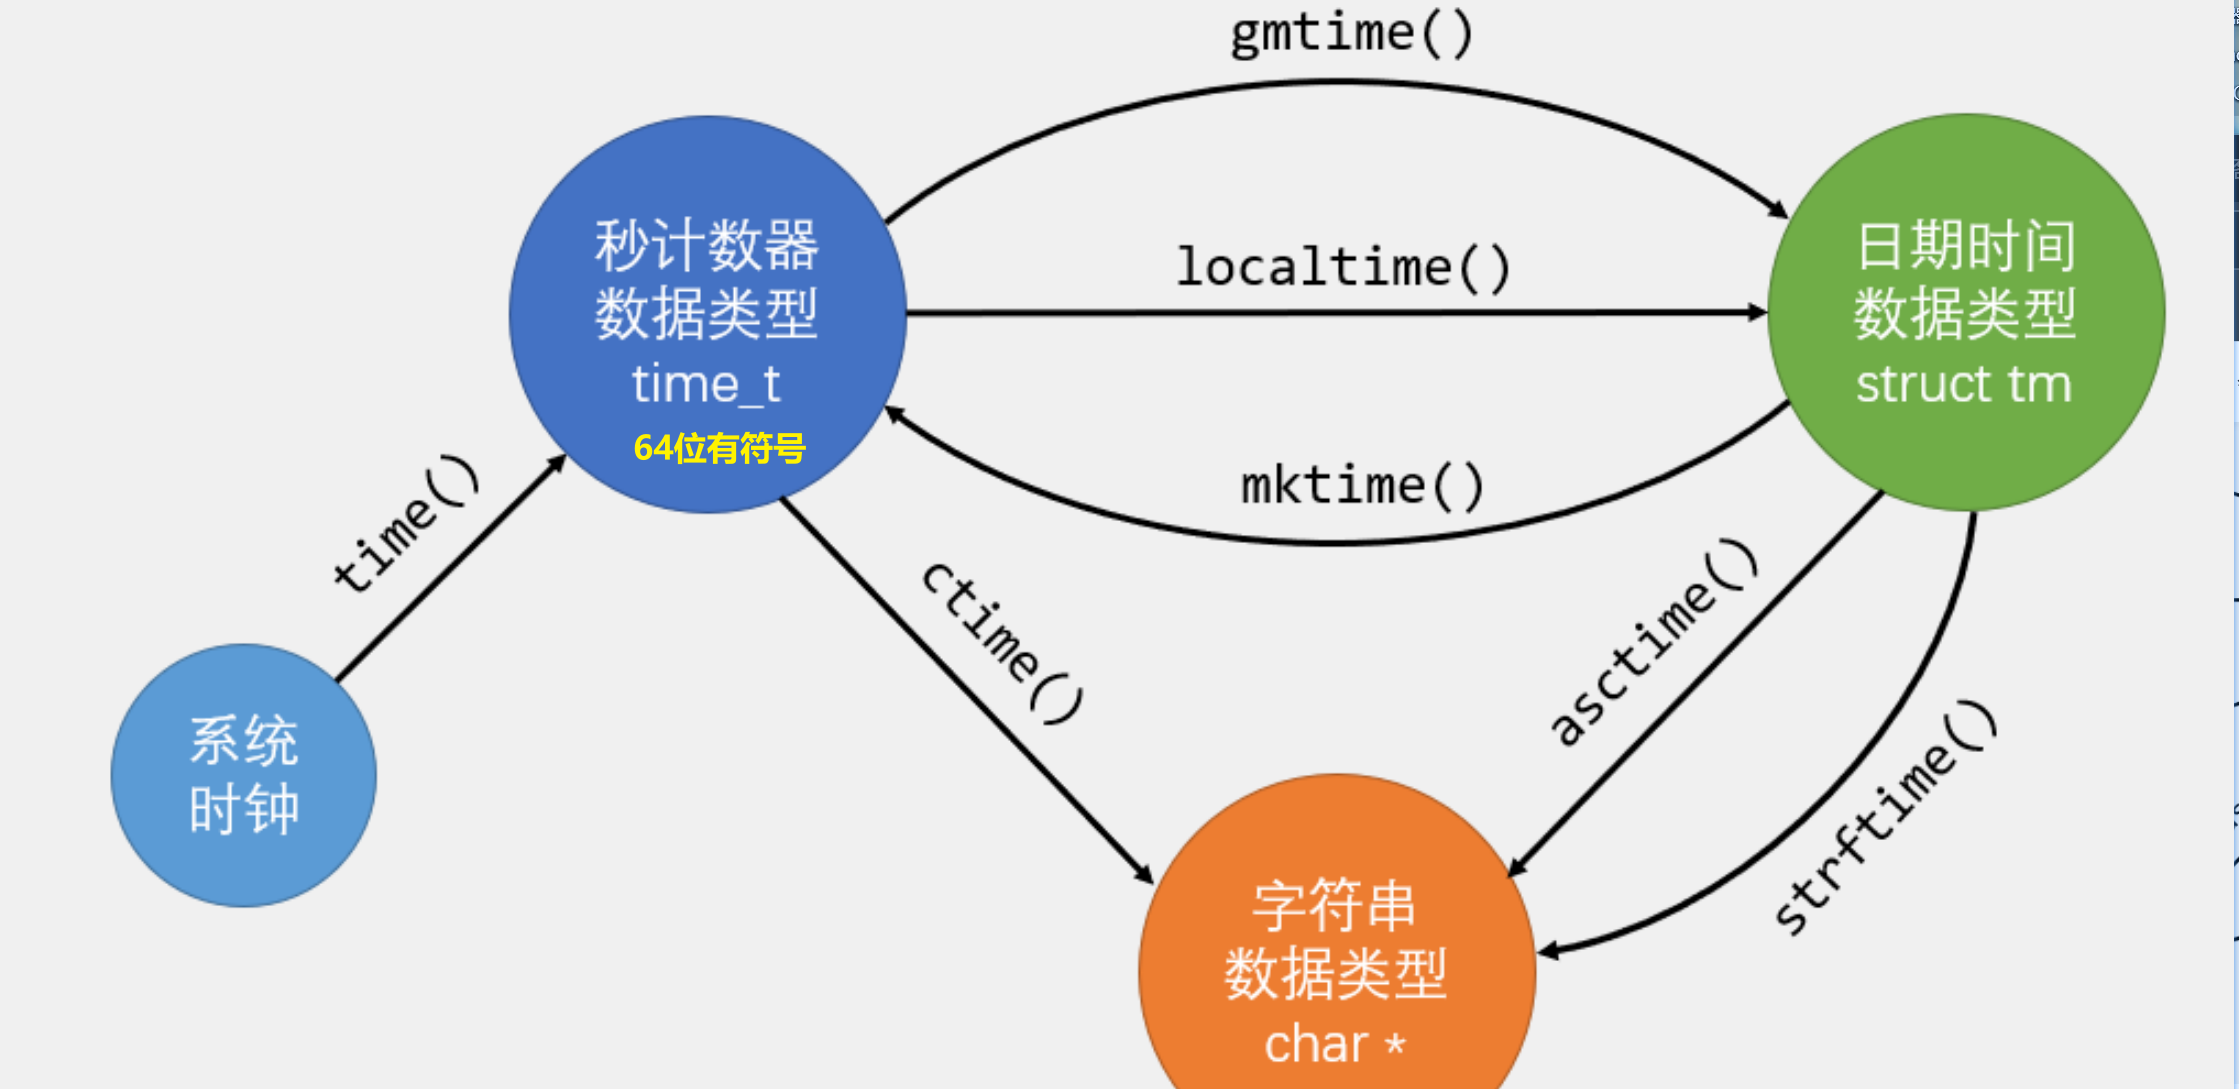 gmtime()
秒计数器
数据类型
time_t
64位有符号
localtime()
日期时间
数据类型
struct tm
mktime()
time()
ctime()
asctime()
strftime()
系统
时钟
字符串
数据类型
char *